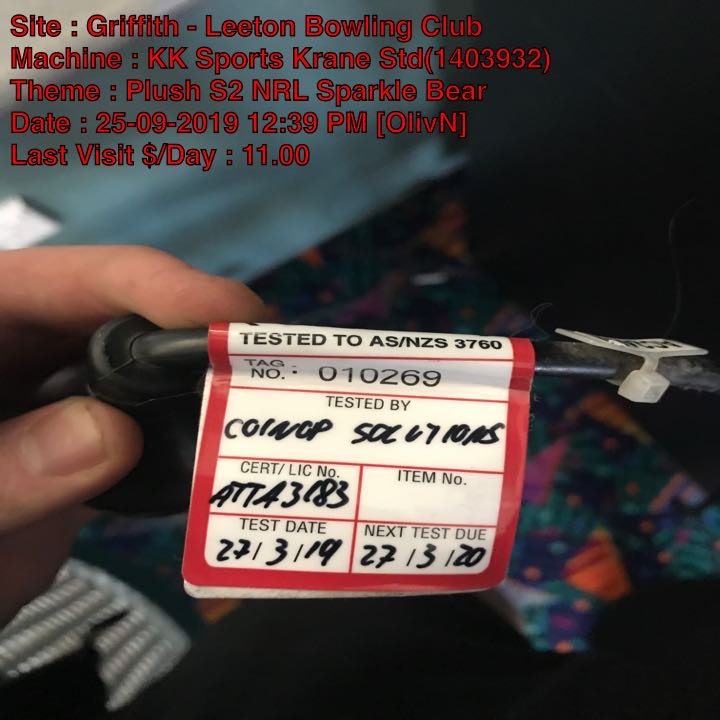 Site : Griffith - Leeton Bowling Club
Machine : KK Sports Krane Std(1403932)
Theme : Plush S2 NRL Sparkle Bear
Date : 25-09-2019 12:39 PM [OlivN]
Last Visit $/Day : 11.00
TESTED TO AS/NZS 3760
TAG NO. : 010269
TESTED BY
COINOP SOLUTIONS
CERT/ LIC No. ITEM No.
ATTA3183
TEST DATE NEXT TEST DUE
27/3/19 27/3/20